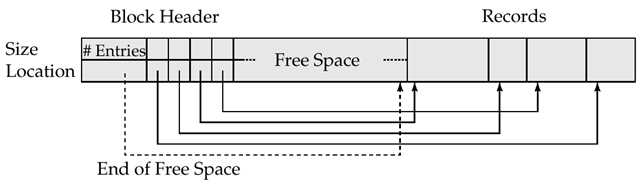 Block Header
Records
Size
Location
# Entries
Free Space
End of Free Space